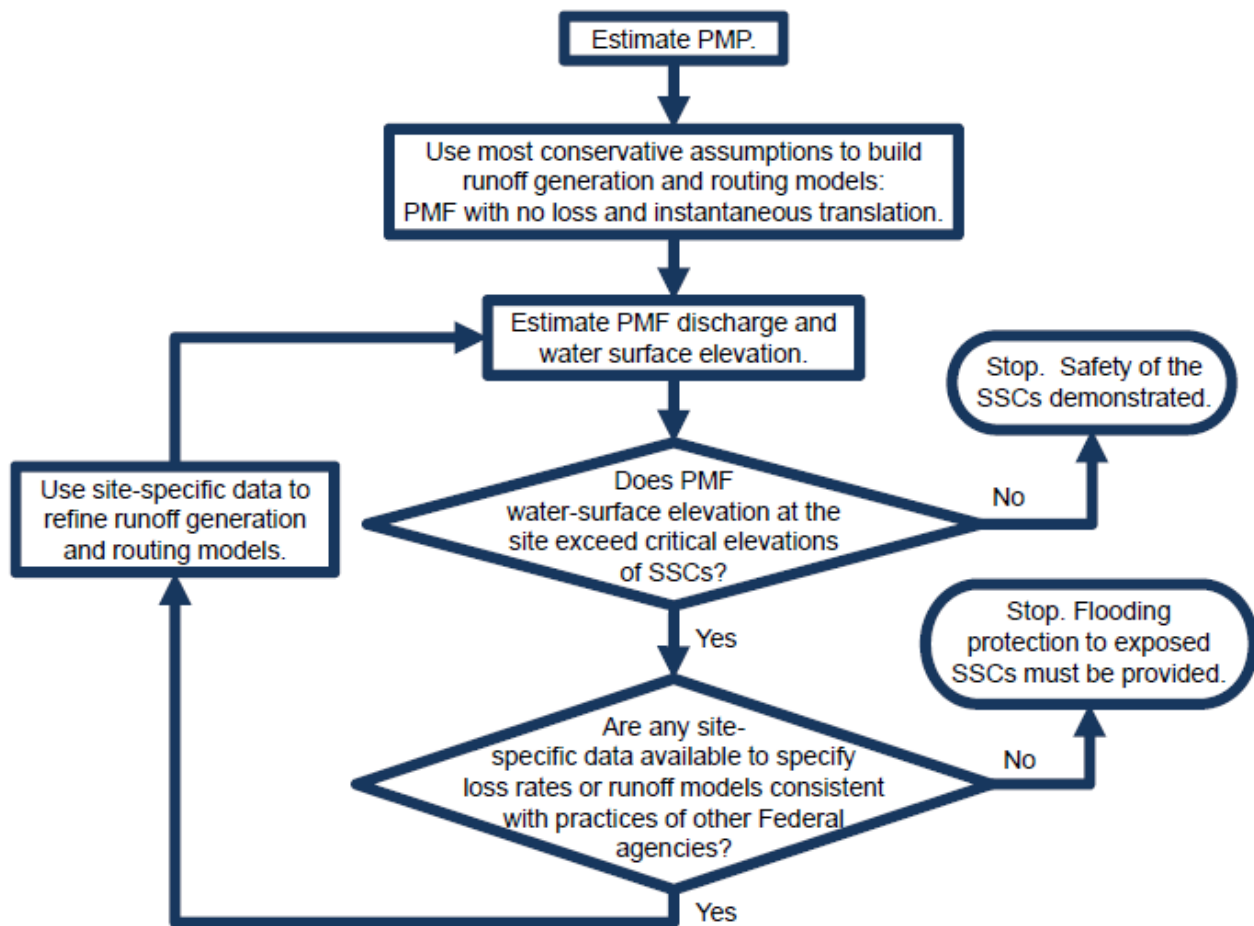 Estimate PMP.
Use most conservative assumptions to build
runoff generation and routing models:
PMF with no loss and instantaneous translation.
Estimate PMF discharge and
water surface elevation.
Stop.  Safety of the
SSCs demonstrated.
Use site-specific data to
refine runoff generation
and routing models.
Does PMF
water-surface elevation at the
site exceed critical elevations
of SSCs?
No
Yes
Stop. Flooding
protection to exposed
SSCs must be provided.
Are any site-
specific data available to specify
loss rates or runoff models consistent
with practices of other Federal
agencies?
No
Yes